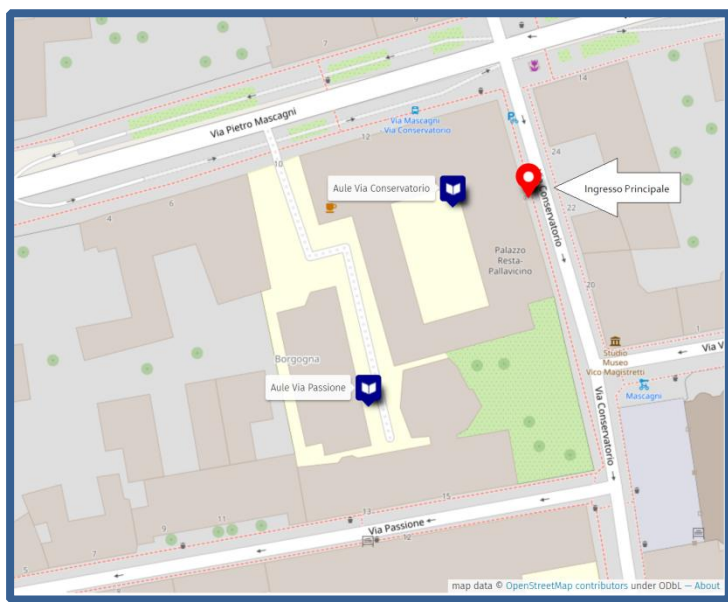 7
14
Via Pietro Mascagni
Via Mascagni
Via Conservatorio
12
24
10
Aule Via Conservatorio
Ingresso Principale
Conservatorio
22
4
6
Palazzo
Resta-
Pallavicino
20
1
Studio
Museo
Vico Magistretti
Via V
Borgogna
Aule Via Passione
Mascagni
Via Conservatorio
15
13
11
9
Via Passione
12
7
5
map data © OpenStreetMap contributors under ODbL — About